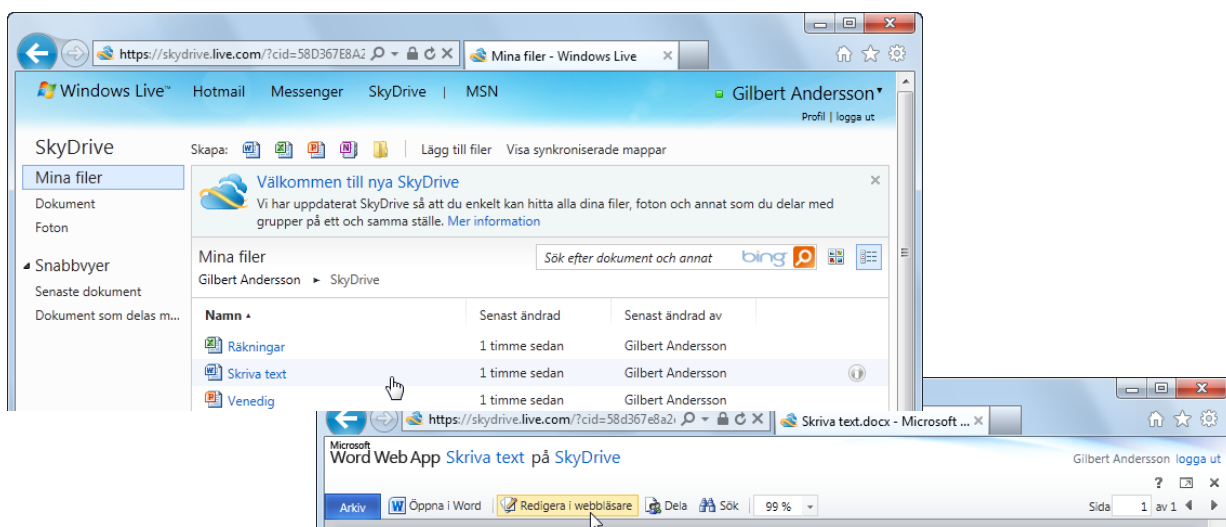 https://skydrive.live.com/?cid=58D367E8A2
Mina filer - Windows Live
Windows Live™ Hotmail Messenger SkyDrive | MSN Gilbert Andersson
Profil | logga ut
SkyDrive
Skapa: Lägg till filer Visa synkroniserade mappar
Mina filer
Dokument
Foton
Snabbvyer
Senaste dokument
Dokument som delas m...
Välkommen till nya SkyDrive
Vi har uppdaterat SkyDrive så att du enkelt kan hitta alla dina filer, foton och annat som du delar med
grupper på ett och samma ställe. Mer information
Mina filer
Sök efter dokument och annat bing
Gilbert Andersson ► SkyDrive
Namn Senast ändrad Senast ändrad av
Räkningar 1 timme sedan Gilbert Andersson
Skriva text 1 timme sedan Gilbert Andersson
Venedig 1 timme sedan Gilbert Andersson
https://skydrive.live.com/?cid=58d367e8a2
Skriva text.docx - Microsoft ...
Microsoft
Word Web App Skriva text på SkyDrive
Gilbert Andersson logga ut
Arkiv Öppna i Word Redigera i webbläsare Dela Sök 99 % Sida 1 av 1